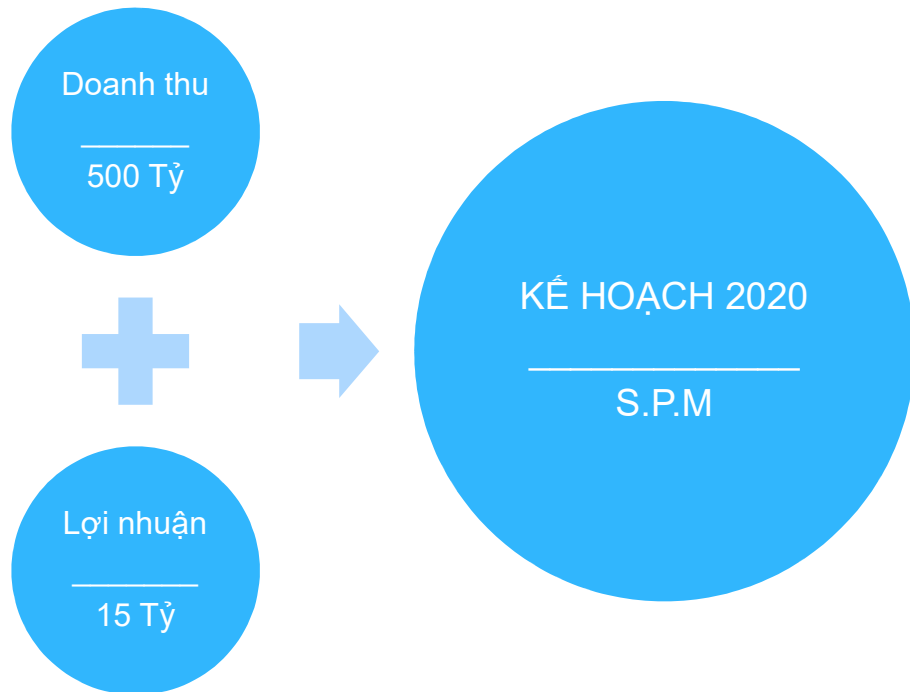 Doanh thu
500 Tỷ
KẾ HOẠCH 2020
S.P.M
Lợi nhuận
15 Tỷ